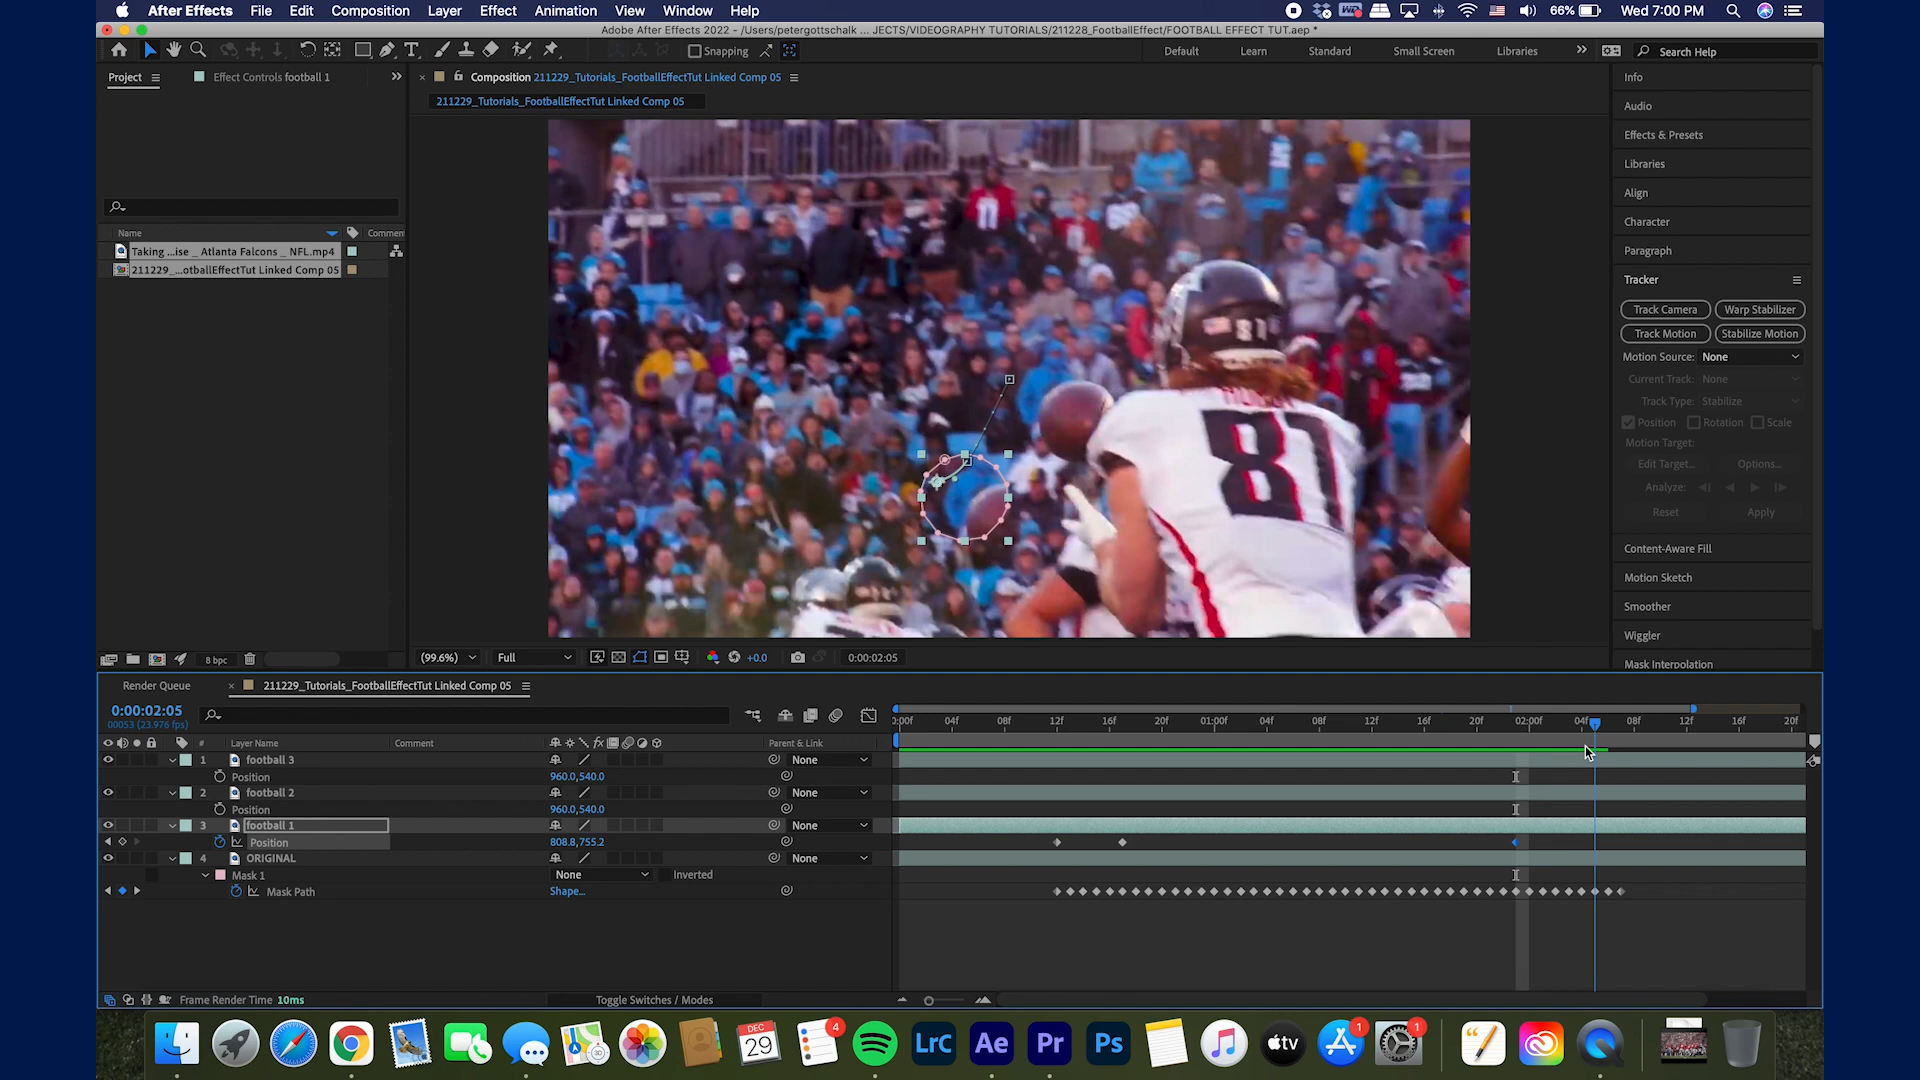 After Effects File Edit Composition Layer Effect Animation View Window Help 66% Wed 7:00 PM
Adobe After Effects 2022 - /Users/petergottschalk ... JECTS/VIDEOGRAPHY TUTORIALS/211228_FootballEffect/FOOTBALL EFFECT TUT.aep *
Snapping Default Learn Standard Small Screen Libraries Search Help
Project Effect Controls football 1
Composition 211229_Tutorials_FootballEffectTut Linked Comp 05
211229_Tutorials_FootballEffectTut Linked Comp 05
Name Comment
Taking ...ise _ Atlanta Falcons _ NFL.mp4
211229_...otballEffectTut Linked Comp 05
8 bpc
81
81
(99.6%) Full +0.0 0:00:02:05
Info
Audio
Effects & Presets
Libraries
Align
Character
Paragraph
Tracker
Track Camera Warp Stabilizer
Track Motion Stabilize Motion
Motion Source: None
Current Track: None
Track Type: Stabilize
Position Rotation Scale
Motion Target:
Edit Target... Options...
Analyze:
Reset Apply
Content-Aware Fill
Motion Sketch
Smoother
Wiggler
Mask Interpolation
Render Queue 211229_Tutorials_FootballEffectTut Linked Comp 05
0:00:02:05
00053 (23.976 fps)
0:00f 04f 08f 12f 16f 20f 01:00f 04f 08f 12f 16f 20f 02:00f 04f 08f 12f 16f 20f
# Layer Name Comment fx Parent & Link
1 football 3 None
Position 960.0,540.0
2 football 2 None
Position 960.0,540.0
3 football 1 None
Position 808.8,755.2
4 ORIGINAL None
Mask 1 None Inverted
Mask Path Shape...
Frame Render Time 10ms Toggle Switches / Modes
DEC 29
4
LrC
Ae
Pr
Ps
tv
1
1